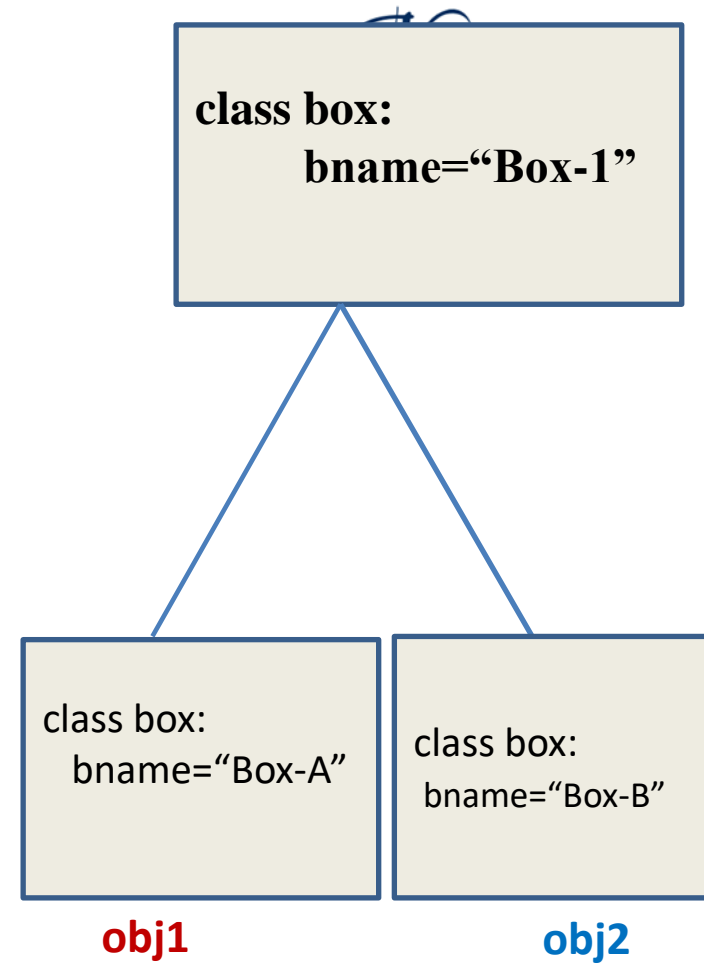 class box:
bname=“Box-1”
class box:
bname=“Box-A”
class box:
bname=“Box-B”
obj1
obj2